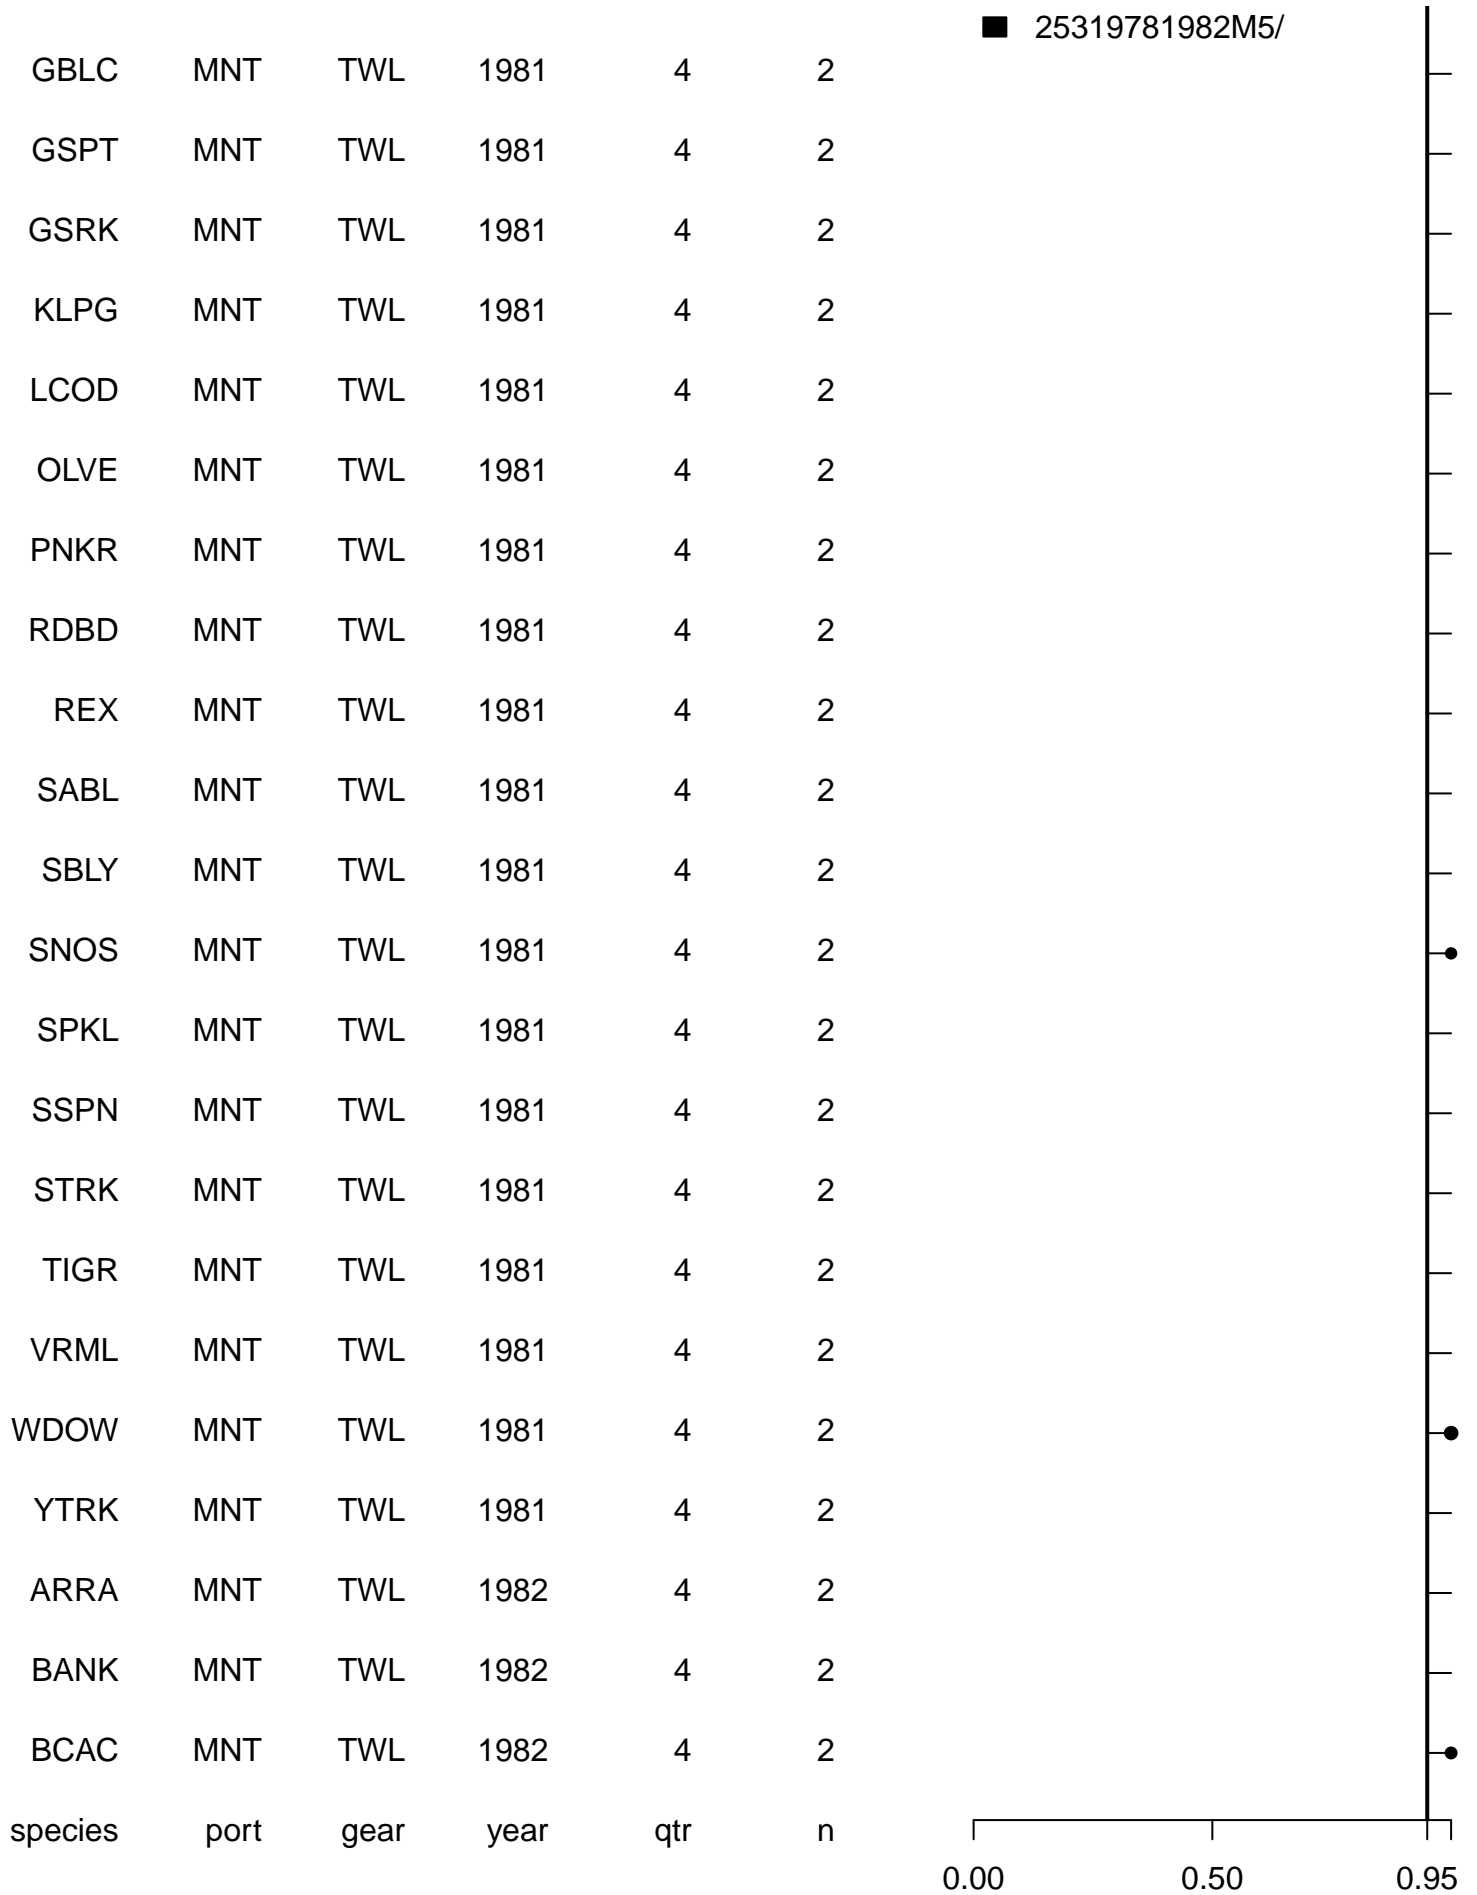 25319781982M5/
GBLC MNT TWL 1981 4 2
GSPT MNT TWL 1981 4 2
GSRK MNT TWL 1981 4 2
KLPG MNT TWL 1981 4 2
LCOD MNT TWL 1981 4 2
OLVE MNT TWL 1981 4 2
PNKR MNT TWL 1981 4 2
RDBD MNT TWL 1981 4 2
REX MNT TWL 1981 4 2
SABL MNT TWL 1981 4 2
SBLY MNT TWL 1981 4 2
SNOS MNT TWL 1981 4 2
SPKL MNT TWL 1981 4 2
SSPN MNT TWL 1981 4 2
STRK MNT TWL 1981 4 2
TIGR MNT TWL 1981 4 2
VRML MNT TWL 1981 4 2
WDOW MNT TWL 1981 4 2
YTRK MNT TWL 1981 4 2
ARRA MNT TWL 1982 4 2
BANK MNT TWL 1982 4 2
BCAC MNT TWL 1982 4 2
species port gear year qtr n
0.00 0.50 0.95